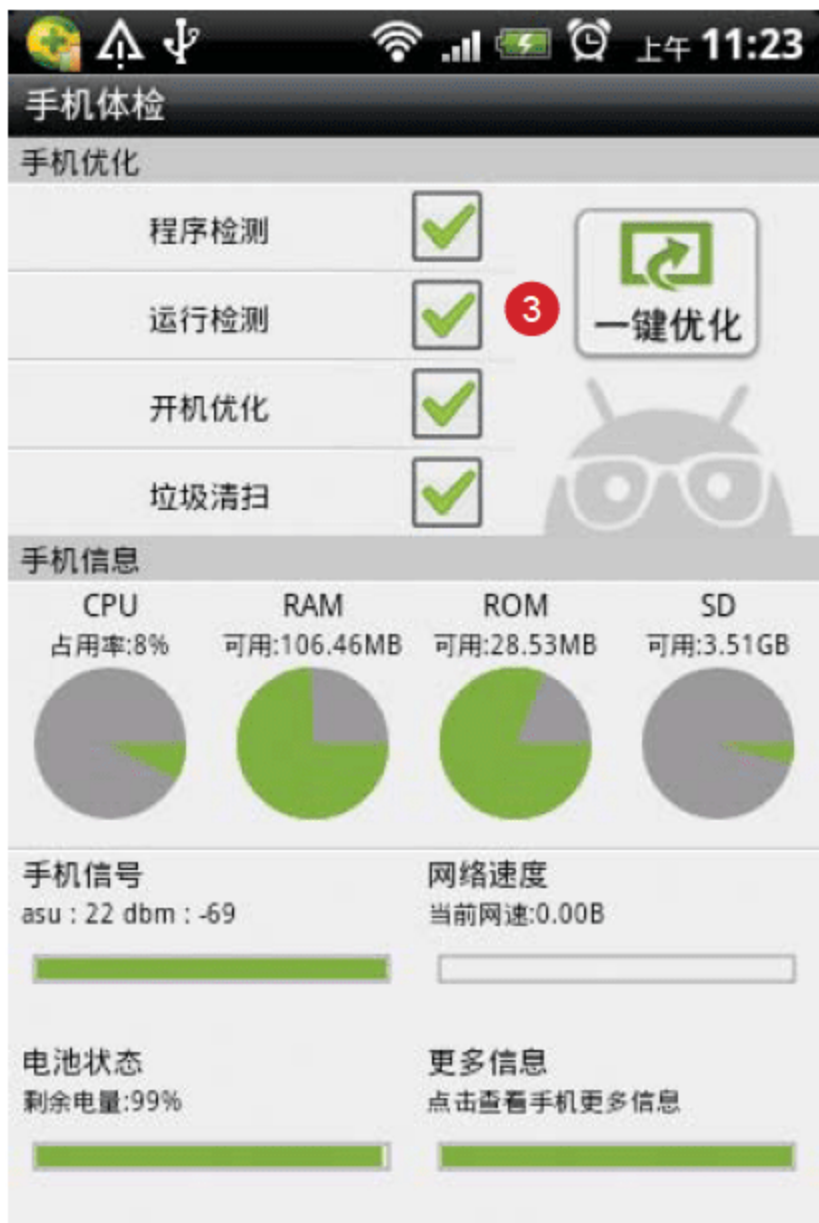 上午 11:23
手机体检
手机优化
程序检测
运行检测
3
一键优化
开机优化
垃圾清扫
手机信息
CPU RAM ROM SD
占用率:8% 可用:106.46MB 可用:28.53MB 可用:3.51GB
手机信号 网络速度
asu : 22 dbm : -69 当前网速:0.00B
电池状态 更多信息
剩余电量:99% 点击查看手机更多信息